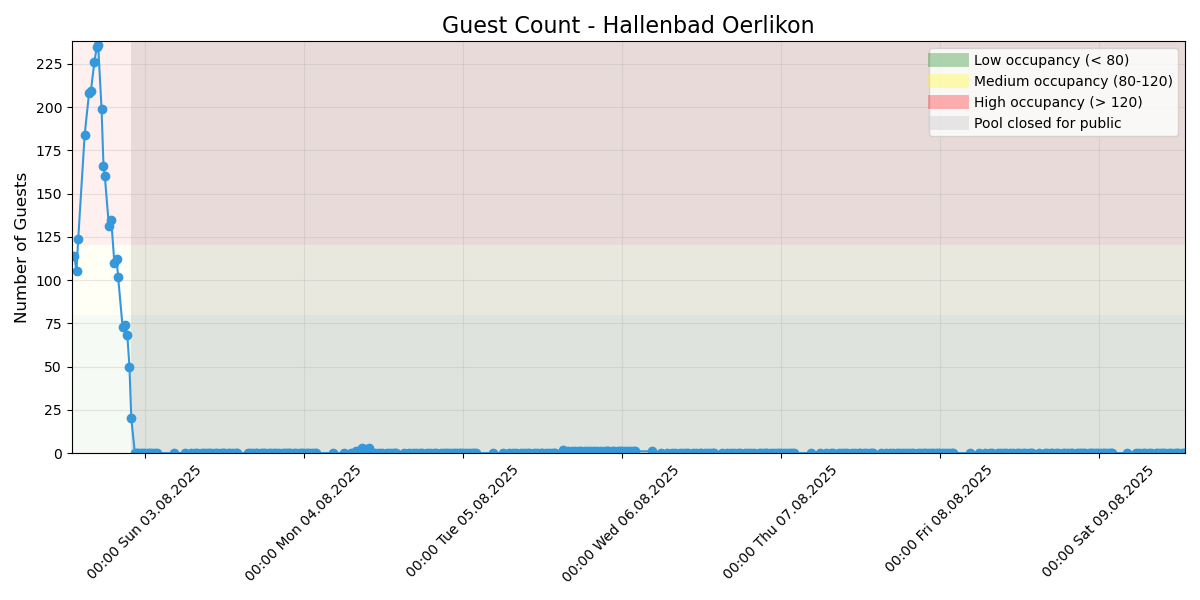 Guest Count - Hallenbad Oerlikon
Low occupancy (< 80)
Medium occupancy (80-120)
High occupancy (> 120)
Pool closed for public
Number of Guests
225
200
175
150
125
100
75
50
25
0
00:00 Sun 03.08.2025
00:00 Mon 04.08.2025
00:00 Tue 05.08.2025
00:00 Wed 06.08.2025
00:00 Thu 07.08.2025
00:00 Fri 08.08.2025
00:00 Sat 09.08.2025